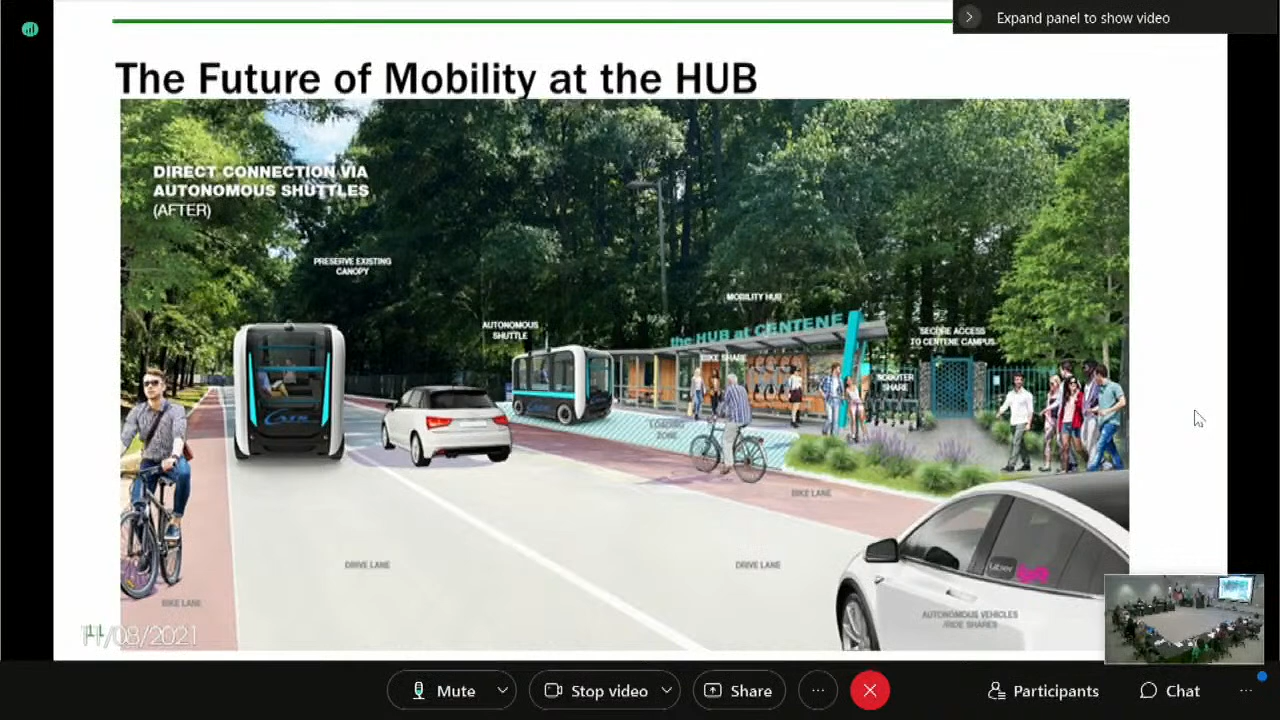 Expand panel to show video
The Future of Mobility at the HUB
DIRECT CONNECTION VIA
AUTONOMOUS SHUTTLES
(AFTER)
PRESERVE EXISTING
CANOPY
AUTONOMOUS
SHUTTLE
MOBILITY HUB
the HUB at CENTENE
BIKE SHARE
SECURE ACCESS
TO CENTENE CAMPUS
SCOOTER
SHARE
CATS
LOADING
ZONE
BIKE LANE
DRIVE LANE
DRIVE LANE
Uber
lyft
BIKE LANE
AUTONOMOUS VEHICLES
/RIDE SHARES
11/08/2021
Mute
Stop video
Share
Participants
Chat